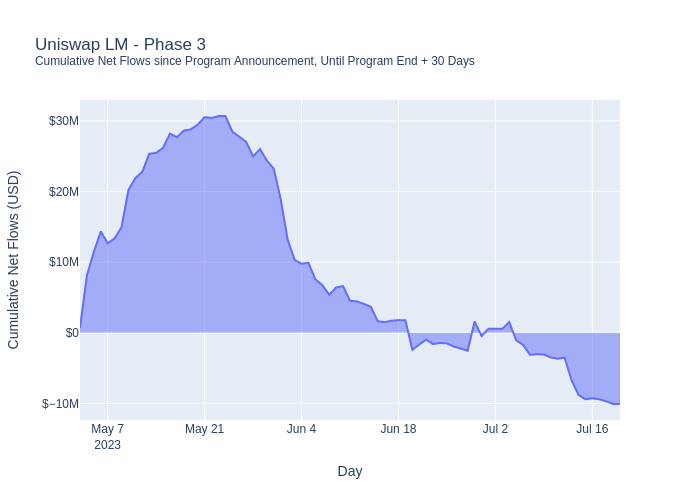 Uniswap LM - Phase 3
Cumulative Net Flows since Program Announcement, Until Program End + 30 Days
Cumulative Net Flows (USD)
$30M
$20M
$10M
$0
$−10M
May 7
2023
May 21
Jun 4
Jun 18
Jul 2
Jul 16
Day